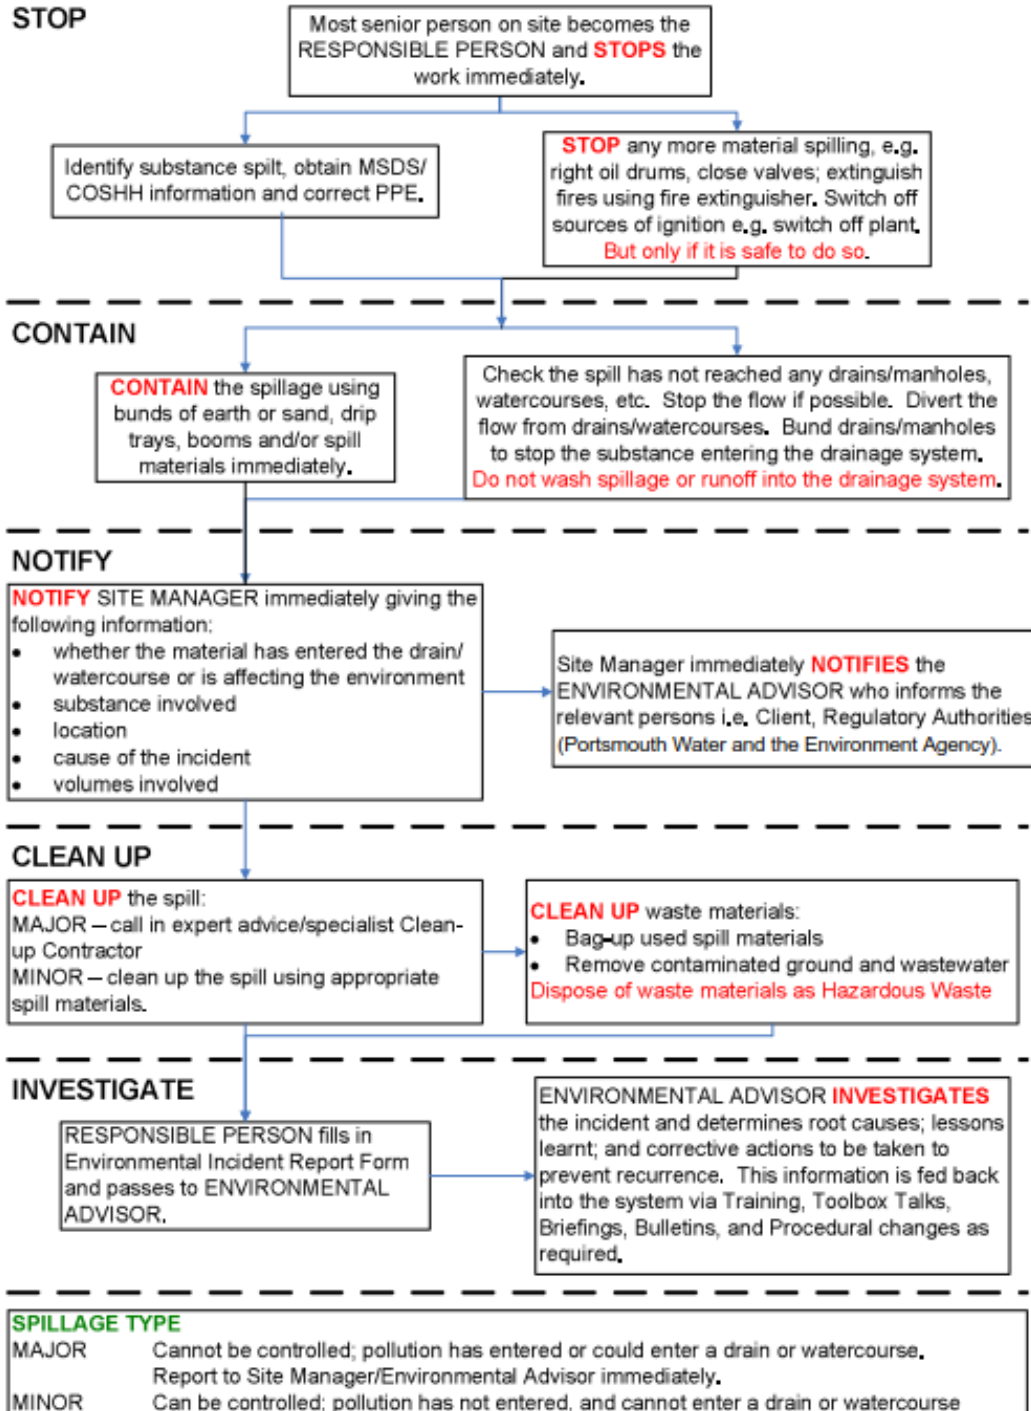 STOP
Most senior person on site becomes the
RESPONSIBLE PERSON and STOPS the
work immediately.
Identify substance spilt, obtain MSDS/
COSHH information and correct PPE.
STOP any more material spilling, e.g.
right oil drums, close valves; extinguish
fires using fire extinguisher. Switch off
sources of ignition e.g. switch off plant.
But only if it is safe to do so.
CONTAIN
CONTAIN the spillage using
bunds of earth or sand, drip
trays, booms and/or spill
materials immediately.
Check the spill has not reached any drains/manholes,
watercourses, etc. Stop the flow if possible. Divert the
flow from drains/watercourses. Bund drains/manholes
to stop the substance entering the drainage system.
Do not wash spillage or runoff into the drainage system.
NOTIFY
NOTIFY SITE MANAGER immediately giving the
following information:
• whether the material has entered the drain/
watercourse or is affecting the environment
• substance involved
• location
• cause of the incident
• volumes involved
Site Manager immediately NOTIFIES the
ENVIRONMENTAL ADVISOR who informs the
relevant persons i.e. Client, Regulatory Authorities
(Portsmouth Water and the Environment Agency).
CLEAN UP
CLEAN UP the spill:
MAJOR – call in expert advice/specialist Clean-
up Contractor
MINOR – clean up the spill using appropriate
spill materials.
CLEAN UP waste materials:
• Bag-up used spill materials
• Remove contaminated ground and wastewater
Dispose of waste materials as Hazardous Waste
INVESTIGATE
RESPONSIBLE PERSON fills in
Environmental Incident Report Form
and passes to ENVIRONMENTAL
ADVISOR.
ENVIRONMENTAL ADVISOR INVESTIGATES
the incident and determines root causes; lessons
learnt; and corrective actions to be taken to
prevent recurrence. This information is fed back
into the system via Training, Toolbox Talks,
Briefings, Bulletins, and Procedural changes as
required.
SPILLAGE TYPE
MAJOR Cannot be controlled; pollution has entered or could enter a drain or watercourse.
Report to Site Manager/Environmental Advisor immediately.
MINOR Can be controlled; pollution has not entered, and cannot enter a drain or watercourse